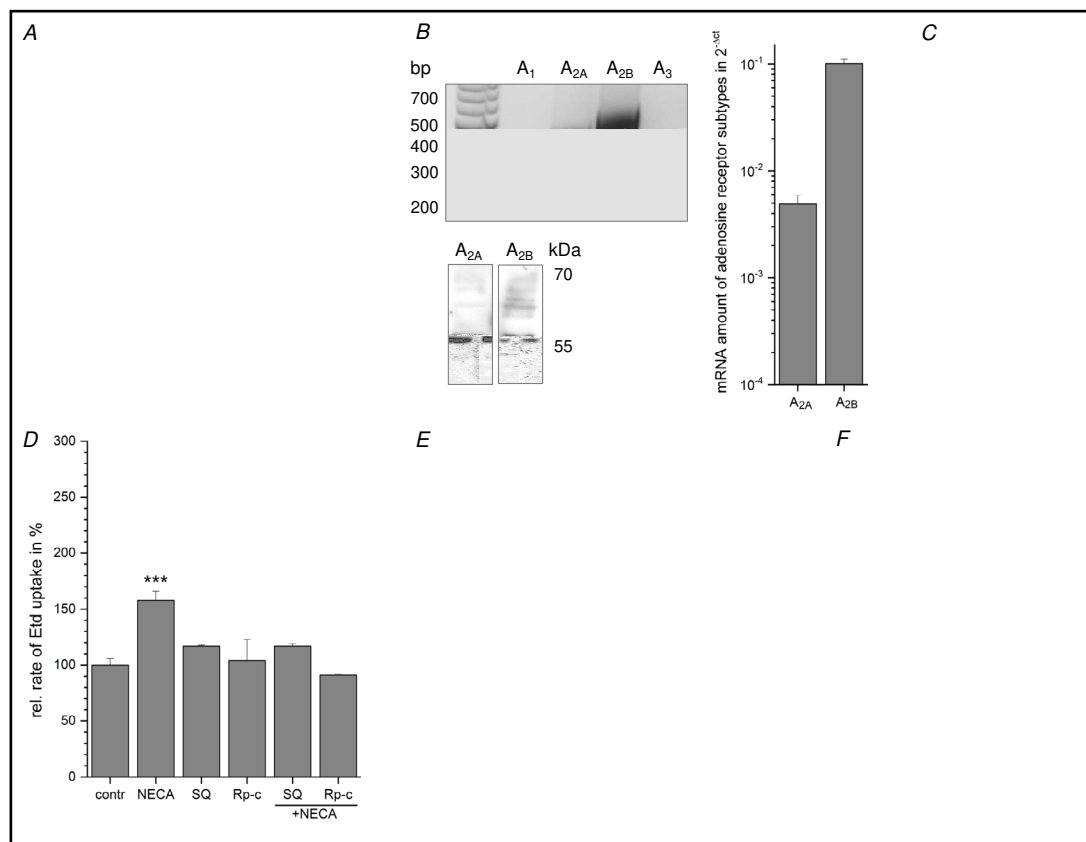 A
B
C
bp
A1 A2A A2B A3
700
500
400
300
200
A2A A2B kDa
70
55
mRNA amount of adenosine receptor subtypes in 2^-Δct
10^-1
10^-2
10^-3
10^-4
A2A A2B
D
E
F
rel. rate of Etd uptake in %
300
250
200
150
100
50
0
***
contr NECA SQ Rp-c SQ Rp-c
+NECA